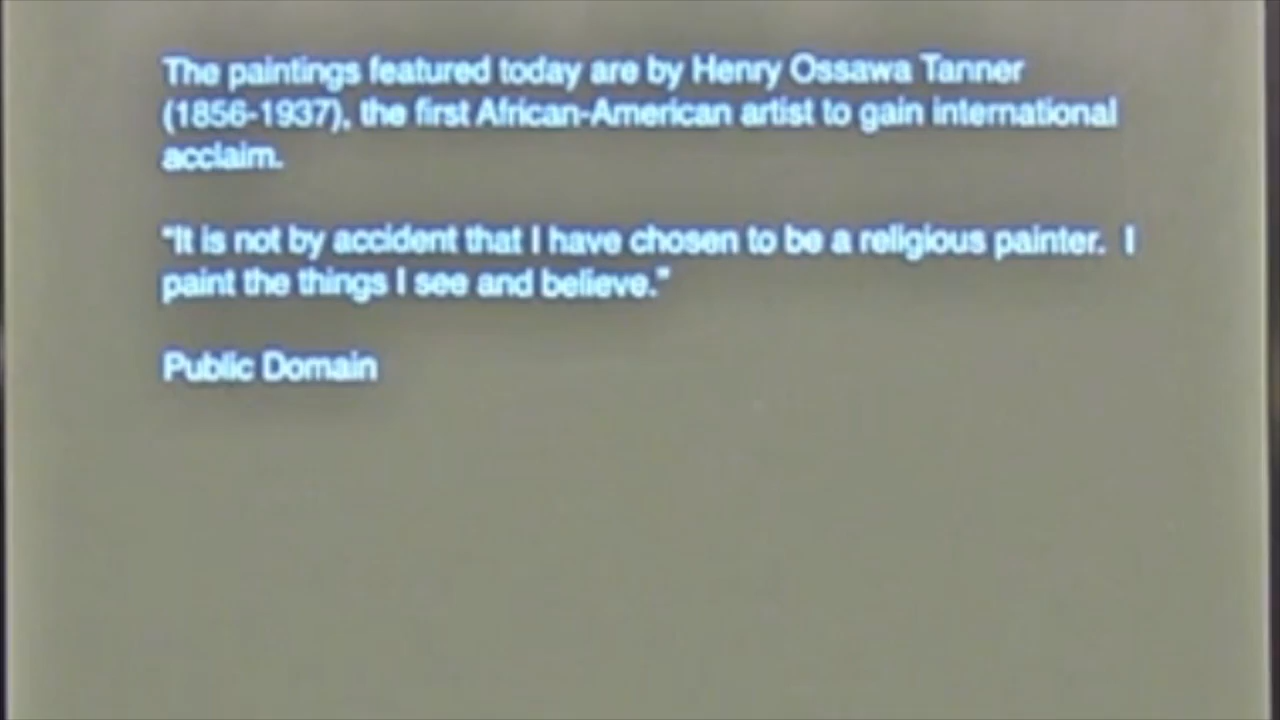 The paintings featured today are by Henry Ossawa Tanner
(1856-1937), the first African-American artist to gain international
acclaim.
"It is not by accident that I have chosen to be a religious painter.  I
paint the things I see and believe."
Public Domain